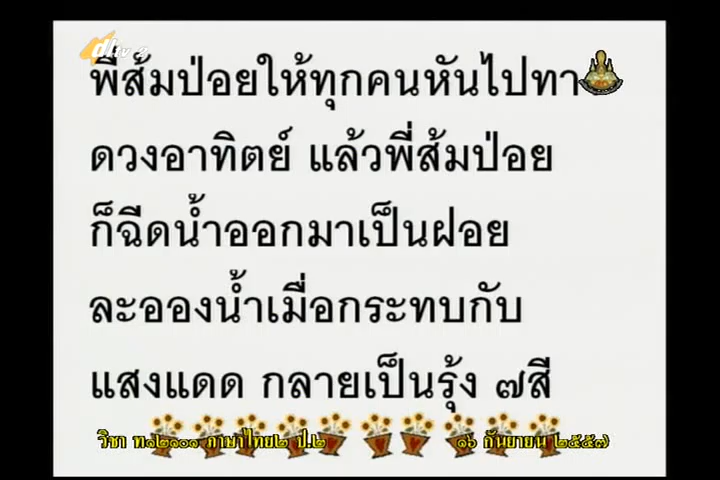 พี่ส้มป่อยให้ทุกคนหันไปทา
ดวงอาทิตย์ แล้วพี่ส้มป่อย
ก็ฉีดน้ำออกมาเป็นฝอย
ละอองน้ำเมื่อกระทบกับ
แสงแดด กลายเป็นรุ้ง ๗สี
วิชา ท๑๒๑๐๑ ภาษาไทย๒ ป.๒
๑๖ กันยายน ๒๕๕๗